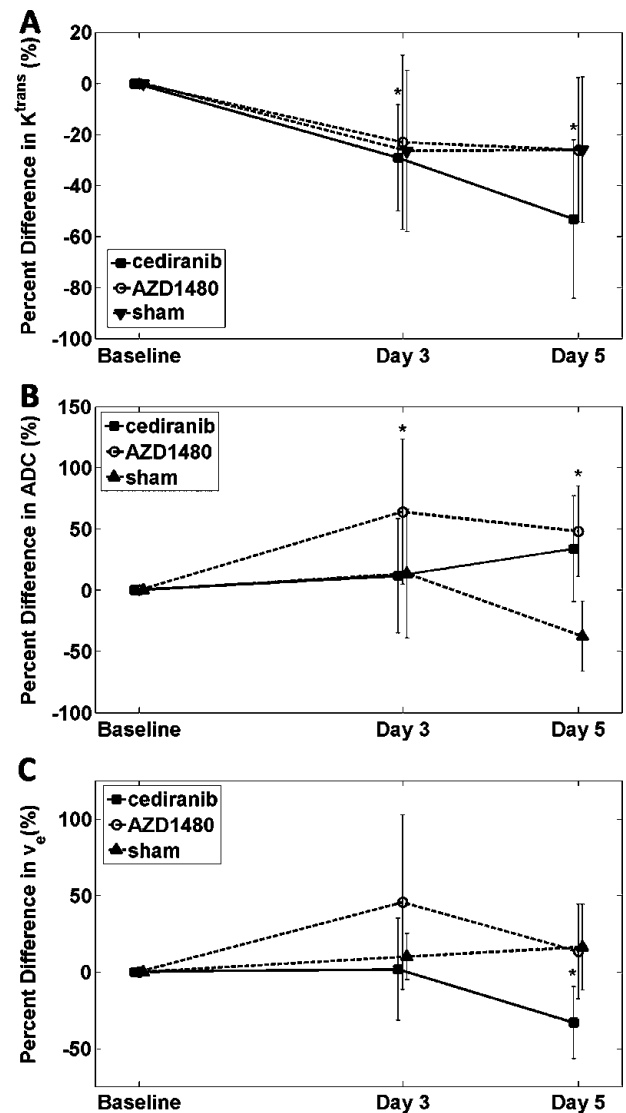 A
Percent Difference in K^trans (%)
20
0
-20
-40
-60
-80
-100
*
*
cediranib
AZD1480
sham
Baseline
Day 3
Day 5
B
Percent Difference in ADC (%)
150
100
50
0
-50
-100
cediranib
AZD1480
sham
*
*
Baseline
Day 3
Day 5
C
Percent Difference in v_e(%)
100
50
0
-50
cediranib
AZD1480
sham
*
Baseline
Day 3
Day 5